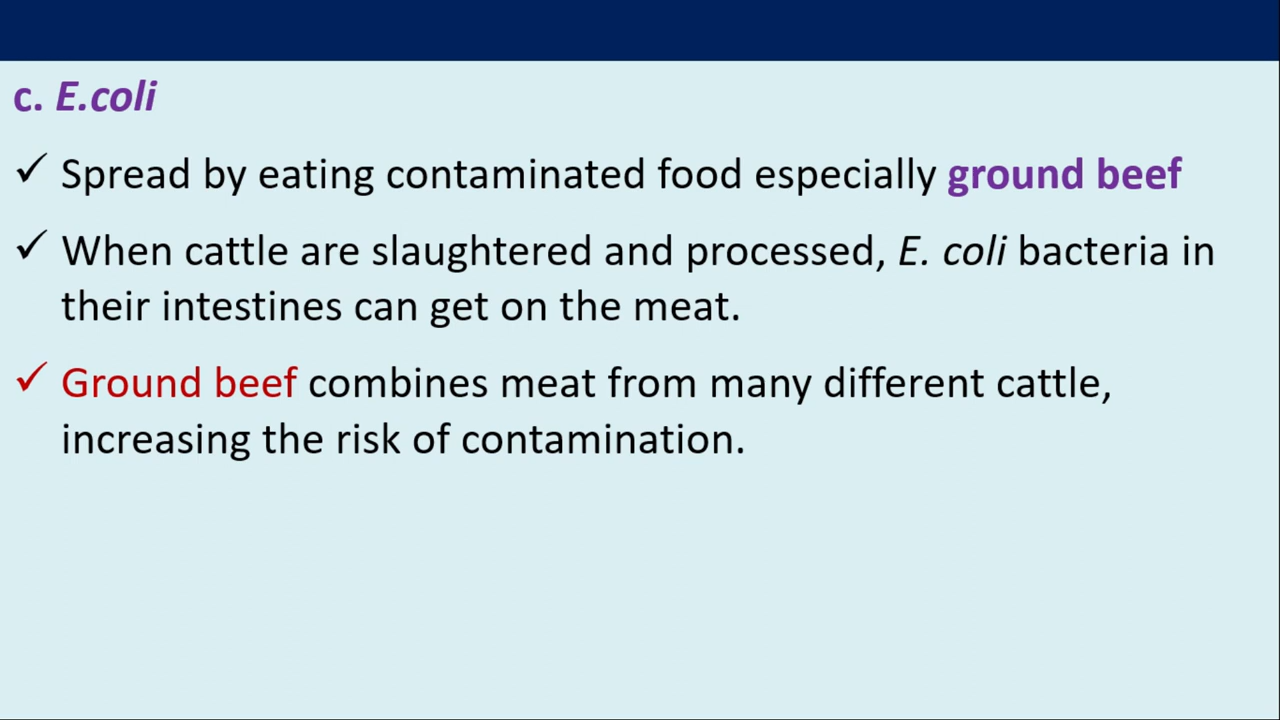 c. E.coli
✓ Spread by eating contaminated food especially ground beef
✓ When cattle are slaughtered and processed, E. coli bacteria in
their intestines can get on the meat.
✓ Ground beef combines meat from many different cattle,
increasing the risk of contamination.